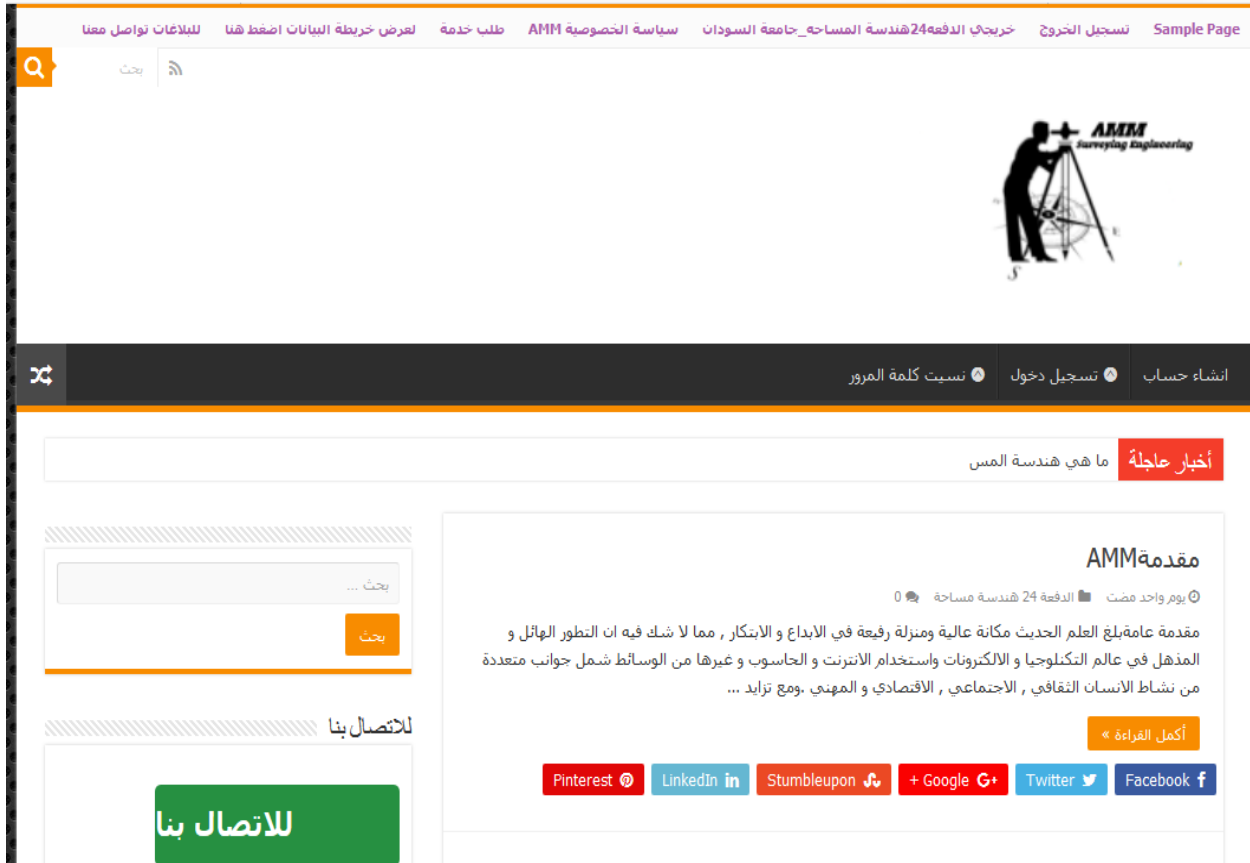 Sample Page تسجيل الخروج خريجي الدفعه24هندسة المساحه_جامعة السودان سياسة الخصوصية AMM طلب خدمة لعرض خريطة البيانات اضغط هنا للبلاغات تواصل معنا
بحث
AMM
Surveying Engineering
E
S
انشاء حساب تسجيل دخول نسيت كلمة المرور
أخبار عاجلة ما هي هندسة المس
مقدمةAMM
يوم واحد مضت الدفعة 24 هندسة مساحة 0
مقدمة عامةبلغ العلم الحديث مكانة عالية ومنزلة رفيعة في الابداع و الابتكار , مما لا شك فيه ان التطور الهائل و
المذهل في عالم التكنلوجيا و الالكترونات واستخدام الانترنت و الحاسوب و غيرها من الوسائط شمل جوانب متعددة
من نشاط الانسان الثقافي , الاجتماعي , الاقتصادي و المهني .ومع تزايد ...
أكمل القراءة »
Facebook Twitter Google + Stumbleupon LinkedIn Pinterest
بحث ...
بحث
للاتصال بنا
للاتصال بنا